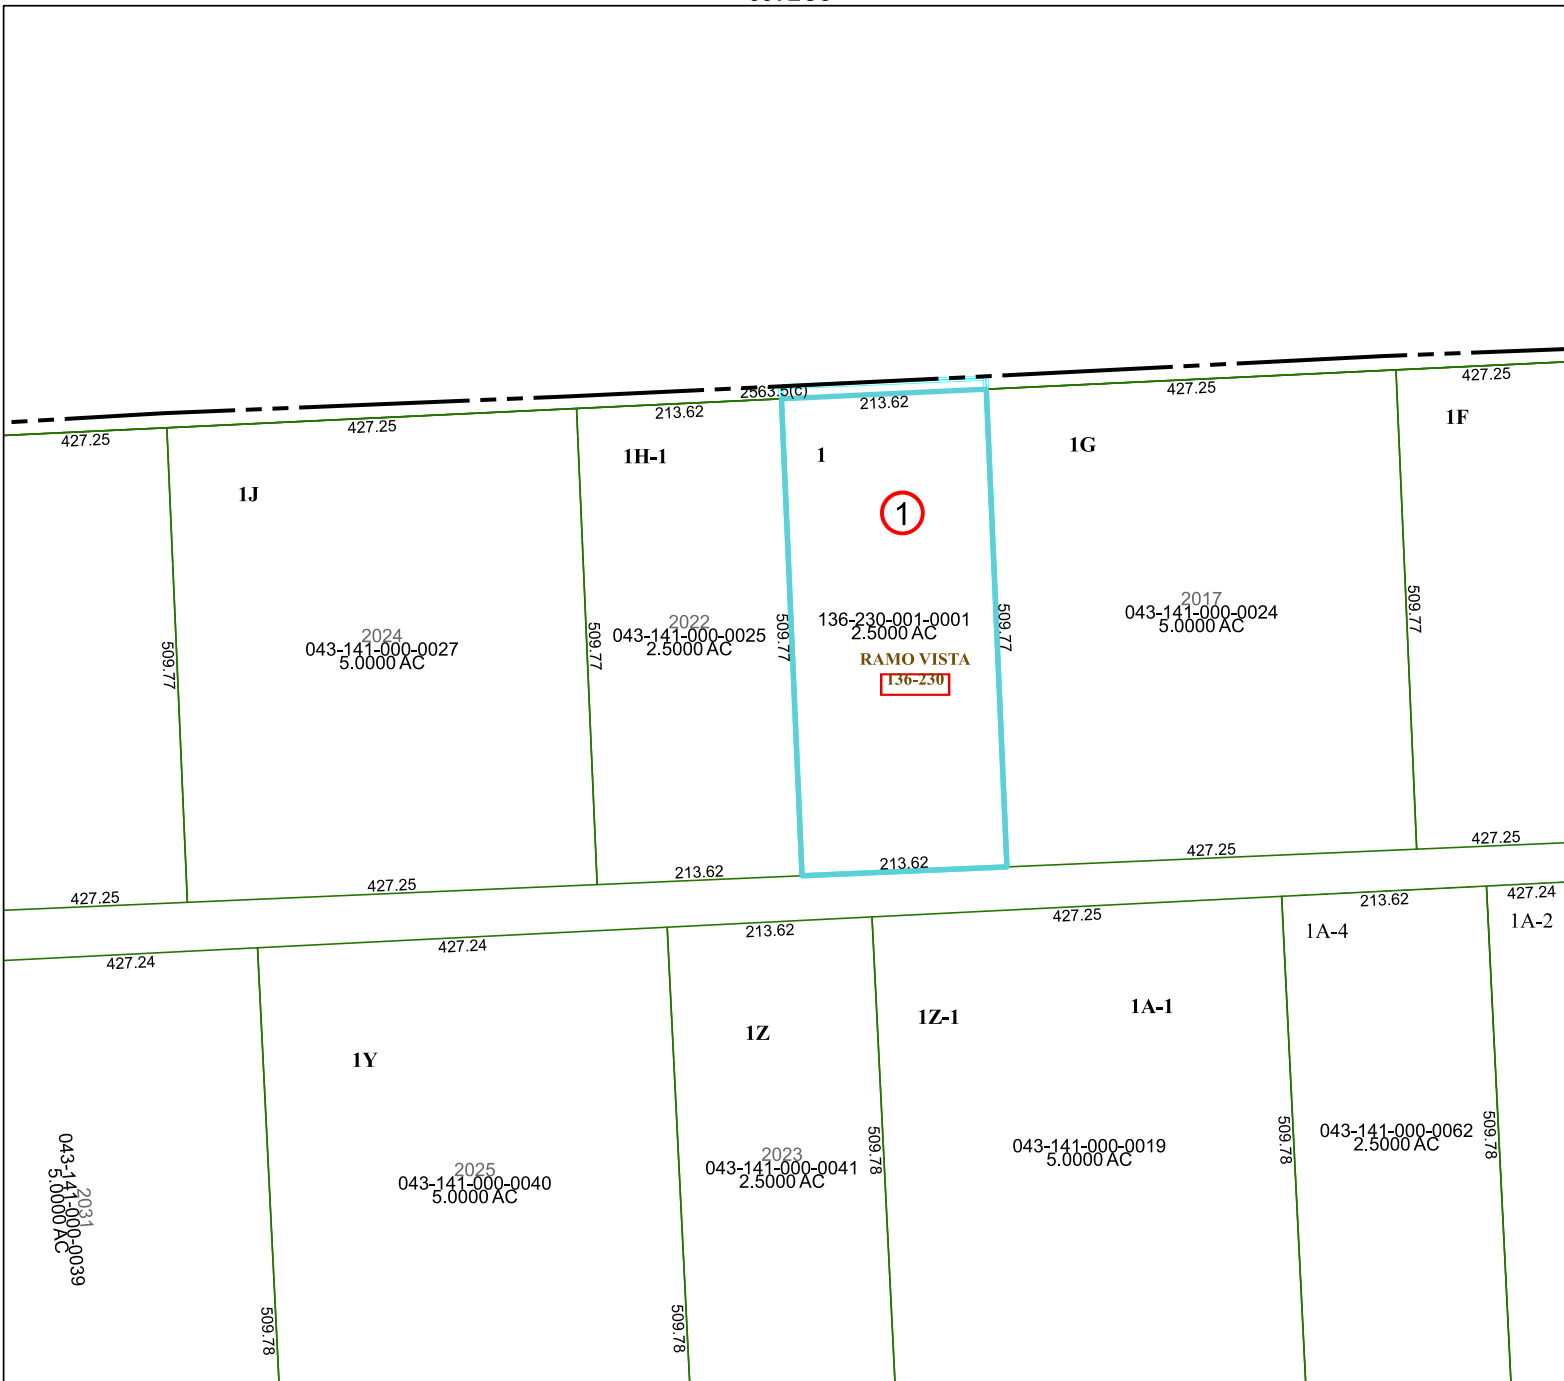 2563.5(C)
427.25
427.25
213.62
213.62
427.25
427.25
1J
1H-1
1
1G
1F
1
509.77
2024
043-141-000-0027
5.0000 AC
509.77
2022
043-141-000-0025
2.5000 AC
509.77
136-230-001-0001
2.5000 AC
RAMO VISTA
136-230
509.77
2017
043-141-000-0024
5.0000 AC
509.77
427.25
427.25
213.62
213.62
427.25
427.25
427.24
427.24
213.62
427.25
213.62
427.24
1Y
1Z
1Z-1
1A-1
1A-4
1A-2
2031
043-141-000-0039
5.0000 AC
509.78
2025
043-141-000-0040
5.0000 AC
509.78
2023
043-141-000-0041
2.5000 AC
509.78
043-141-000-0019
5.0000 AC
509.78
043-141-000-0062
2.5000 AC
509.78